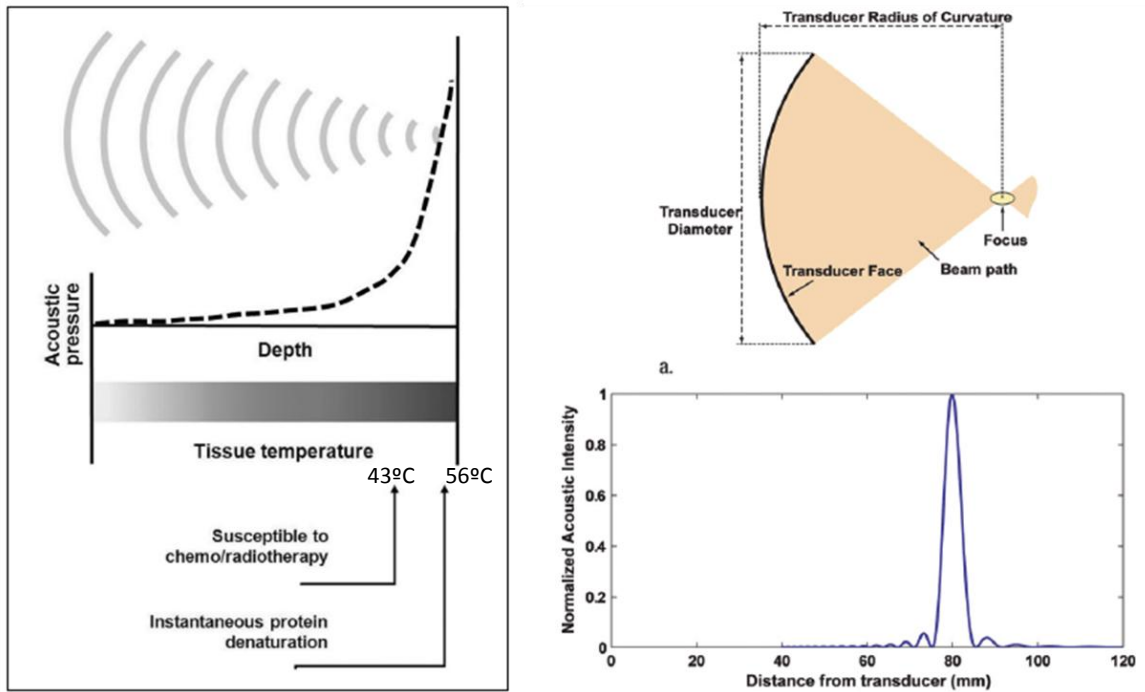 Acoustic
pressure
Depth
Tissue temperature
43ºC
56ºC
Susceptible to
chemo/radiotherapy
Instantaneous protein
denaturation
Transducer Radius of Curvature
Transducer
Diameter
Focus
Beam path
Transducer Face
a.
Normalized Acoustic Intensity
1
0.8
0.6
0.4
0.2
0
0 20 40 60 80 100 120
Distance from transducer (mm)